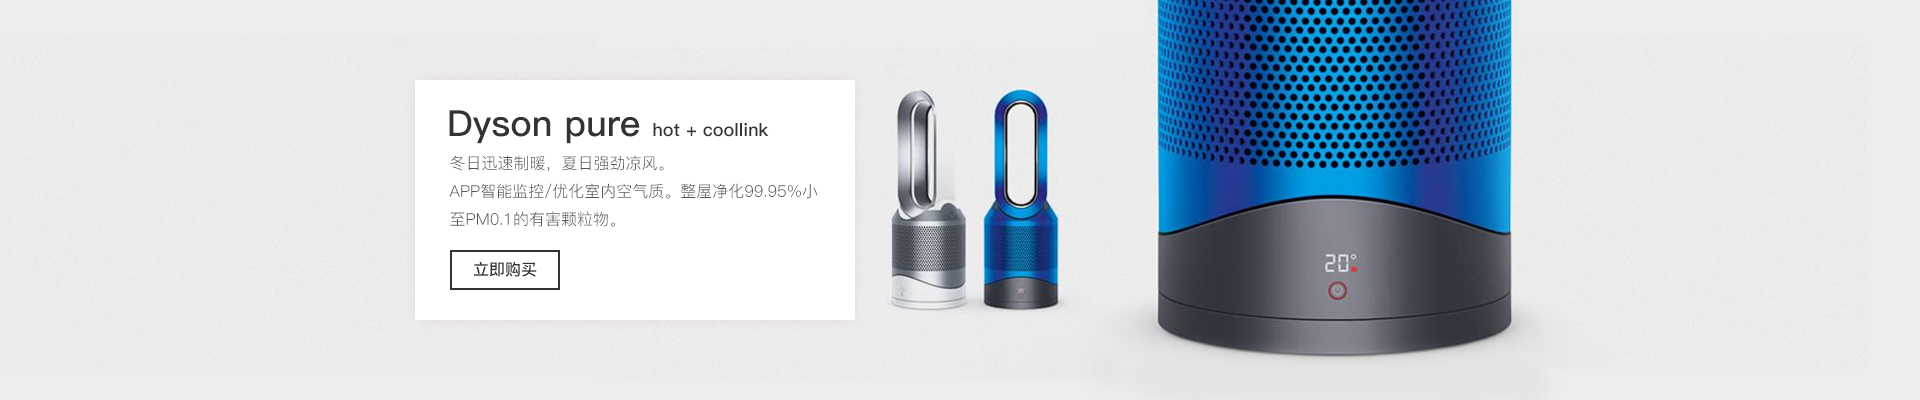 Dyson pure hot + coollink
冬日迅速制暖，夏日强劲凉风。
APP智能监控/优化室内空气质。整屋净化99.95%小
至PM0.1的有害颗粒物。
立即购买
20°